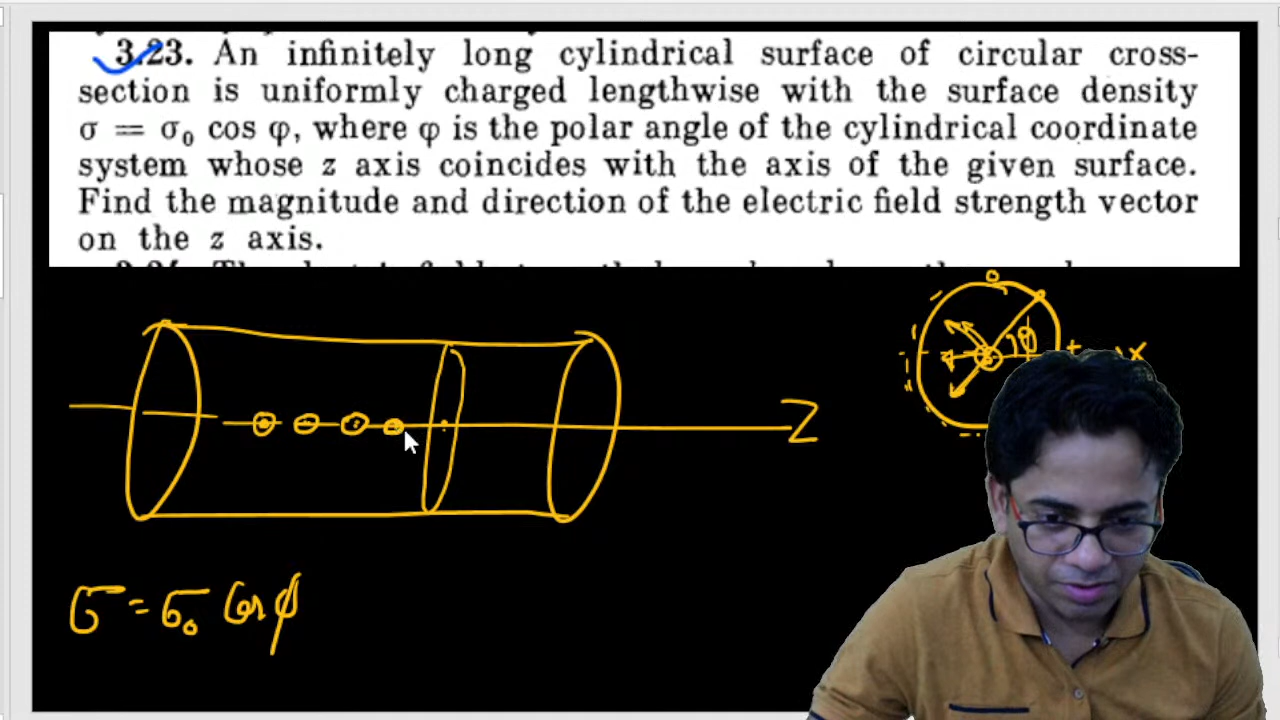 3.23. An infinitely long cylindrical surface of circular cross-
section is uniformly charged lengthwise with the surface density
σ = σ₀ cos φ, where φ is the polar angle of the cylindrical coordinate
system whose z axis coincides with the axis of the given surface.
Find the magnitude and direction of the electric field strength vector
on the z axis.
φ
+
X
Z
σ = σ₀ cos φ